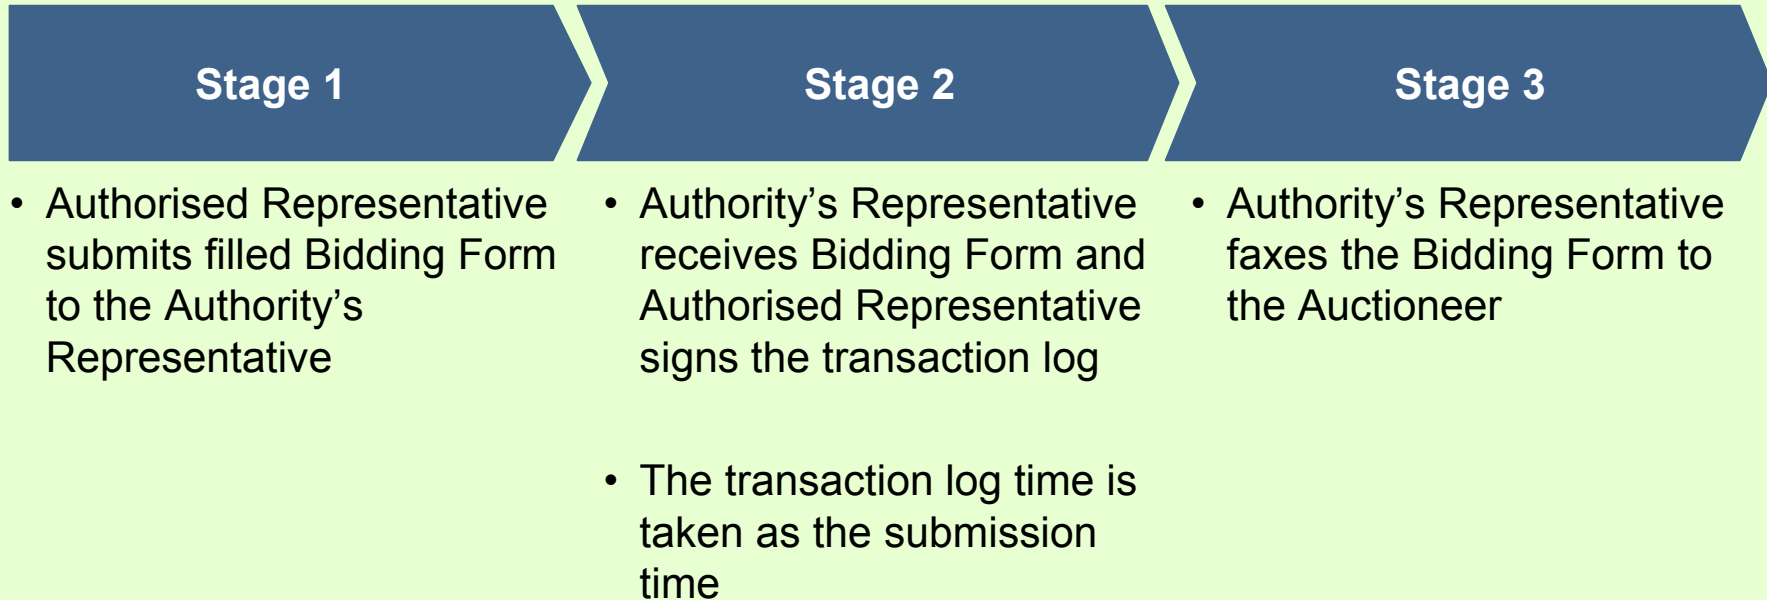 Stage 1
Stage 2
Stage 3
• Authorised Representative
submits filled Bidding Form
to the Authority’s
Representative
• Authority’s Representative
receives Bidding Form and
Authorised Representative
signs the transaction log
• The transaction log time is
taken as the submission
time
• Authority’s Representative
faxes the Bidding Form to
the Auctioneer